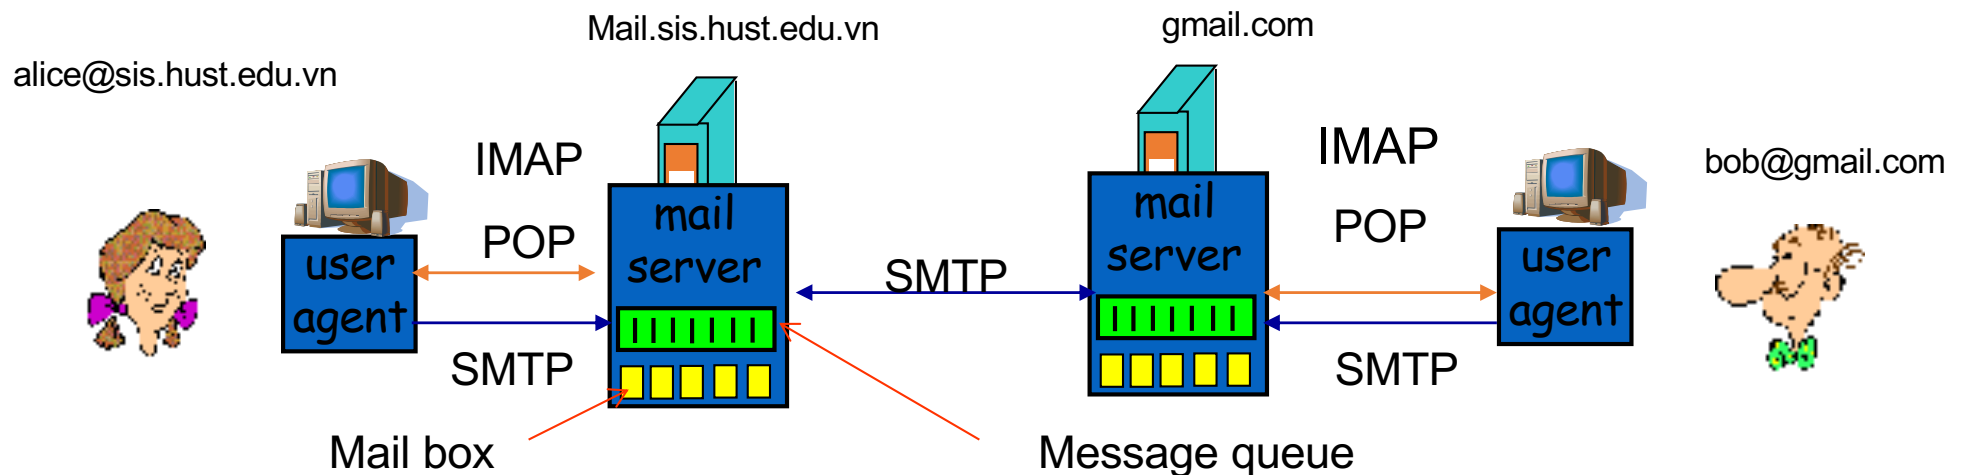 Mail.sis.hust.edu.vn
gmail.com
alice@sis.hust.edu.vn
IMAP
POP
SMTP
user
agent
mail
server
SMTP
mail
server
IMAP
POP
SMTP
user
agent
bob@gmail.com
Mail box
Message queue